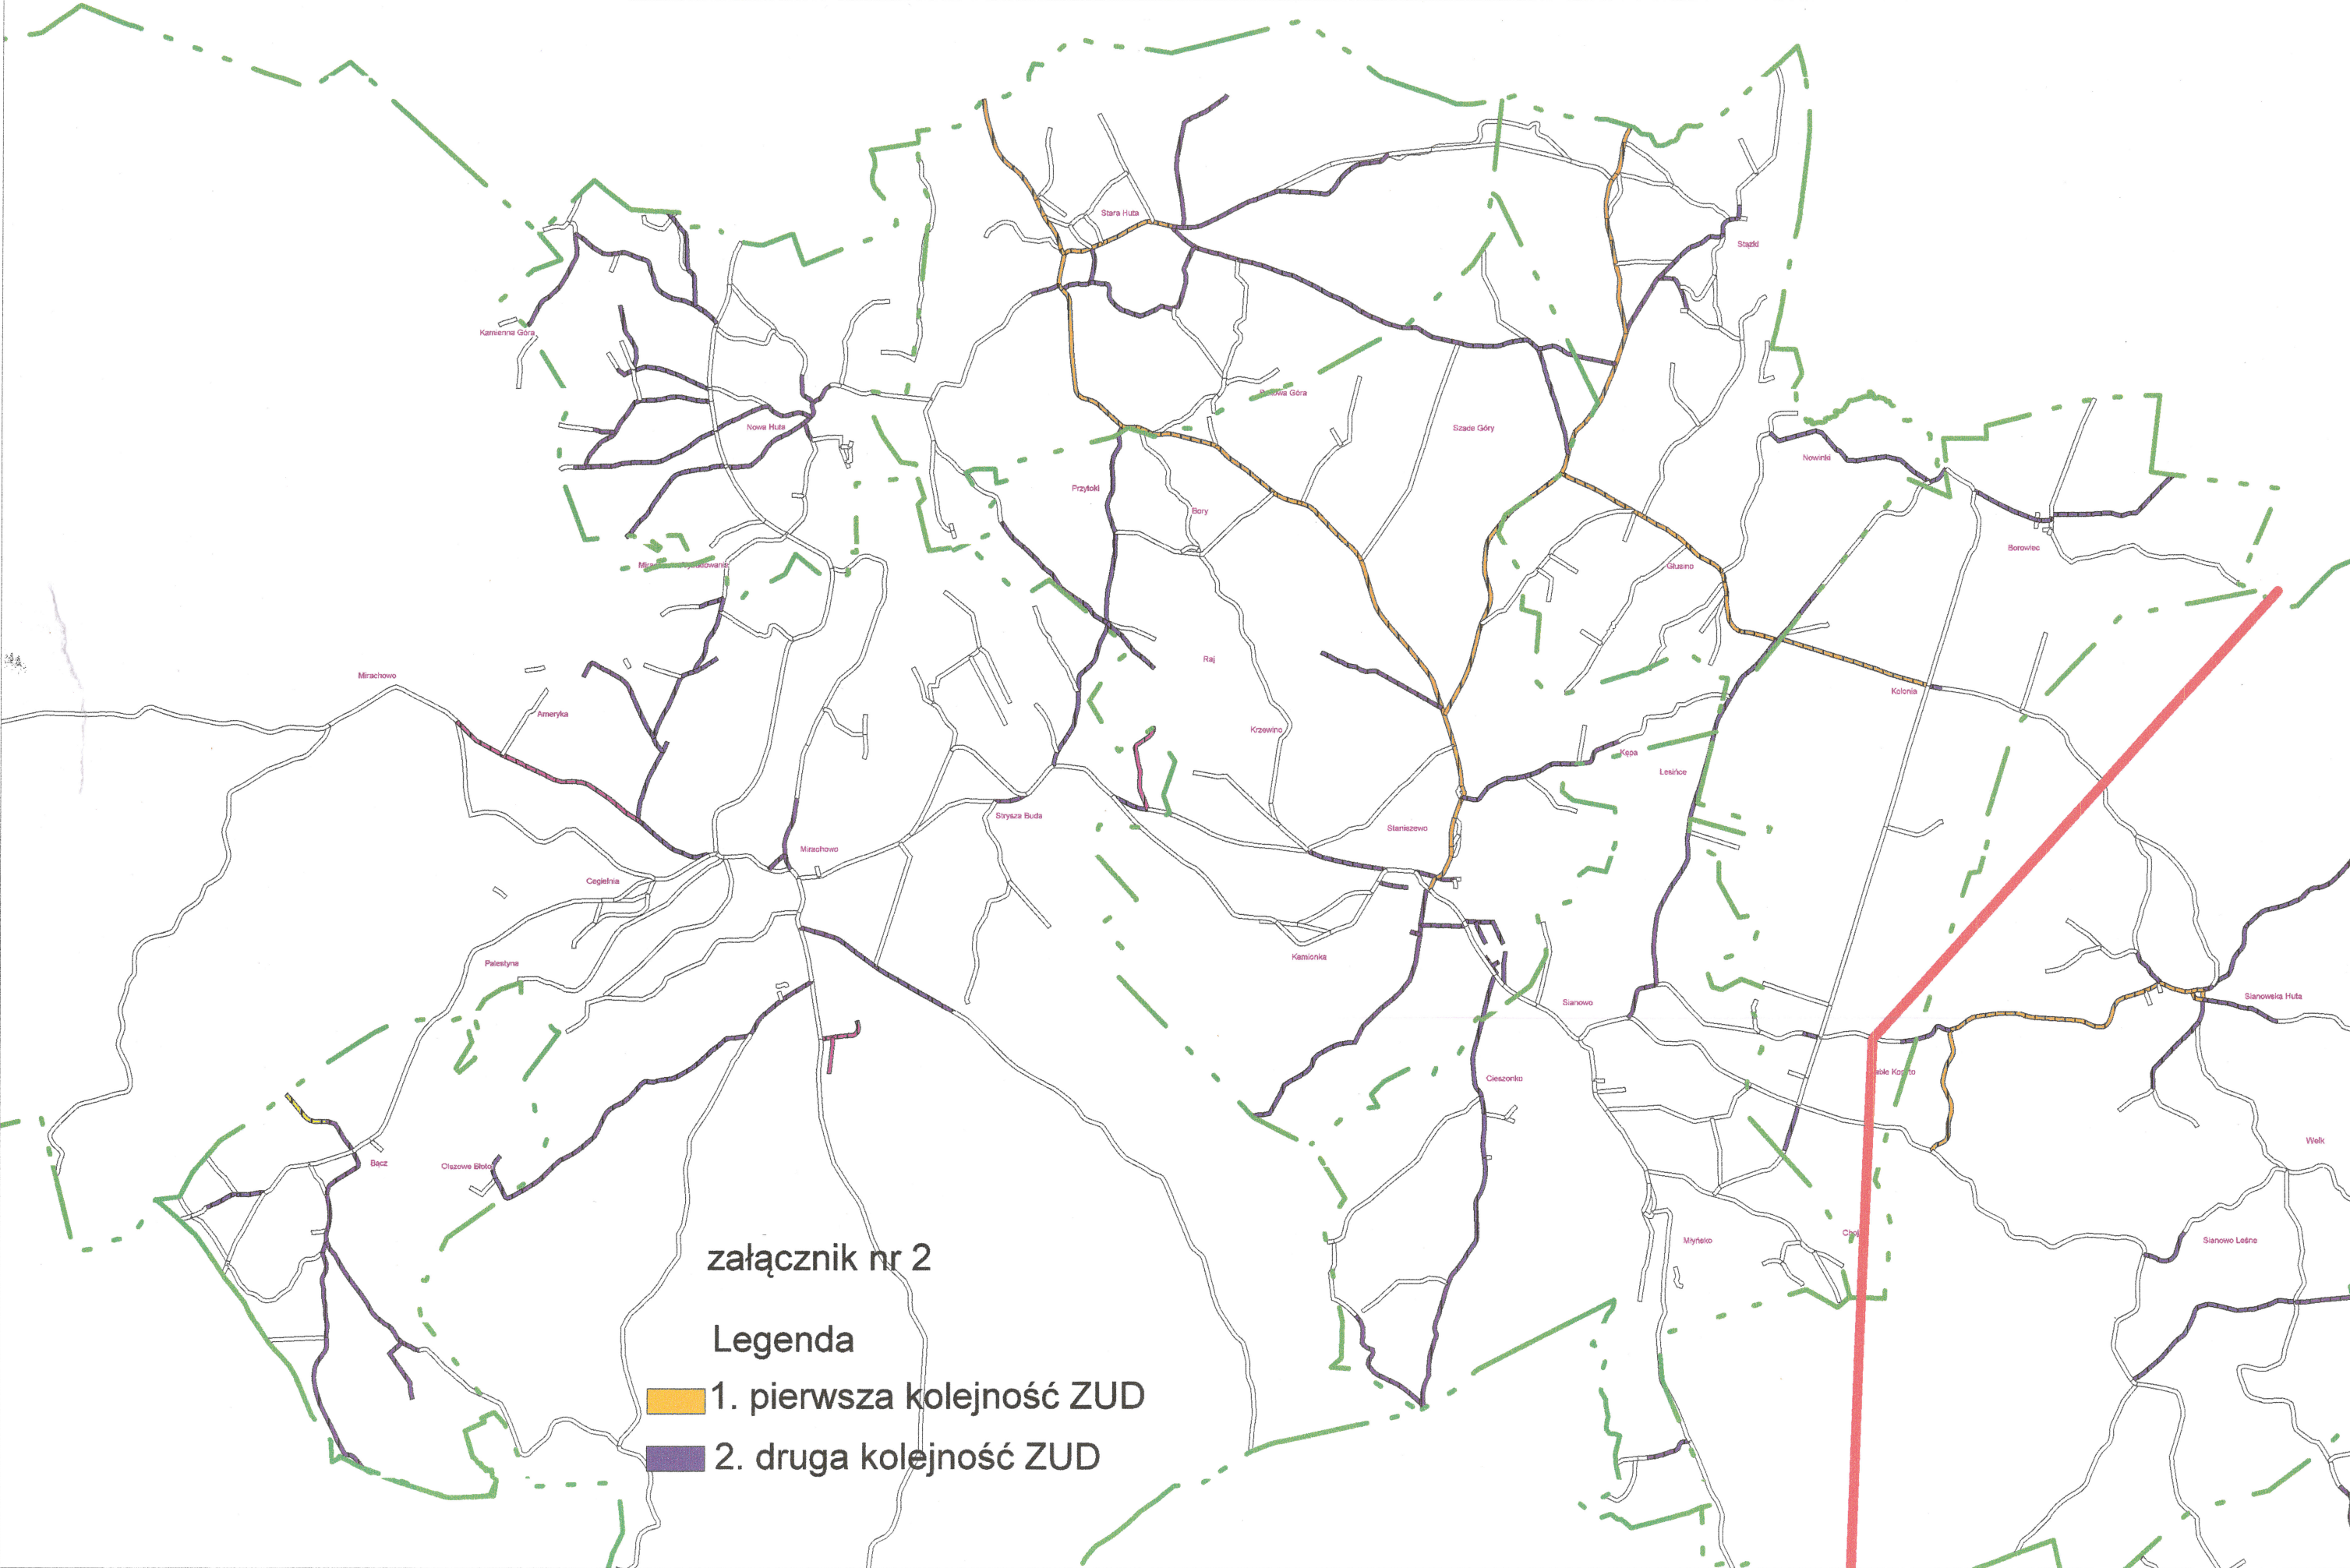 Stara Huta
Stążki
Kamienna Góra
Nowa Huta
Szade Góry
Nowinki
Przytoki
Bory
Borowiec
Głusino
Raj
Mirachowo
Kolonia
Ameryka
Krzewino
Kępa
Lesińce
Strysza Buda
Staniszewo
Mirachowo
Cegielnia
Kamionka
Palestyna
Sianowo
Sianowska Huta
Cieszonko
Bącz
Olszowe Błoto
Welk
Młyńsko
Sianowo Leśne
załącznik nr 2
Legenda
1. pierwsza kolejność ZUD
2. druga kolejność ZUD